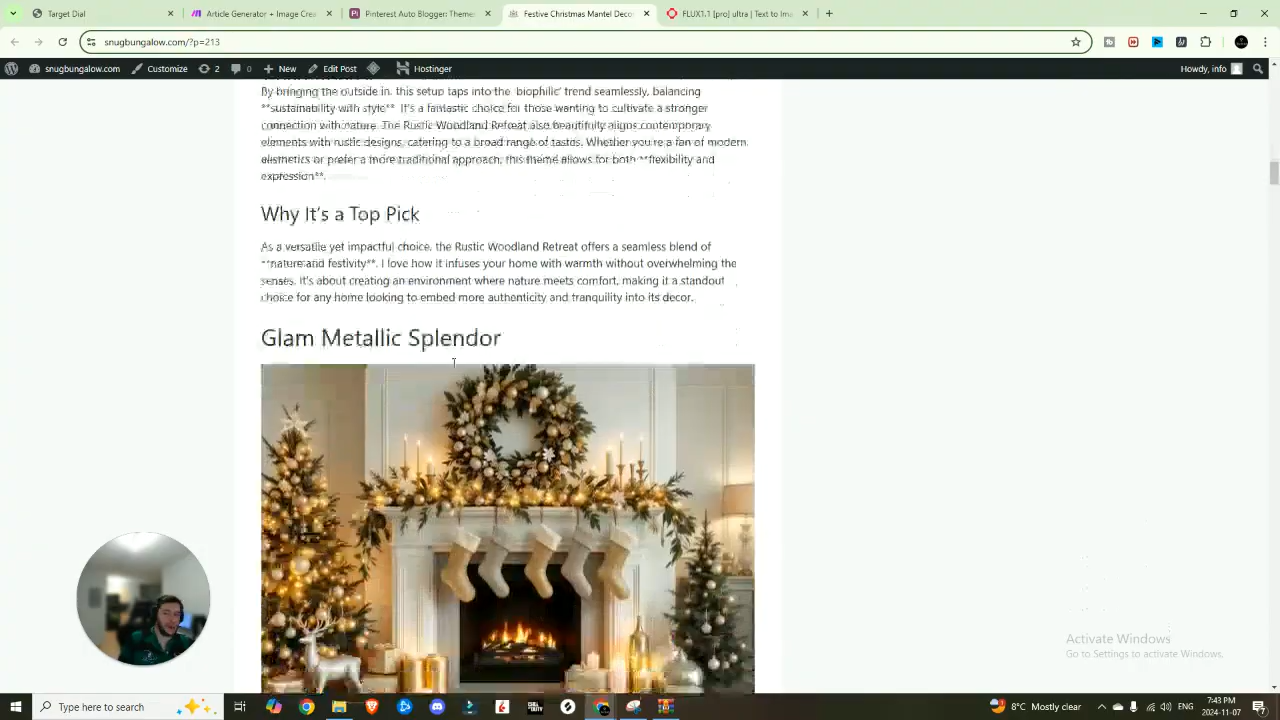 Target Dial
Article Generator + Image Crea
Pinterest Auto Blogger: Themes
Festive Christmas Mantel Decor
FLUX1.1 [pro] ultra | Text to Ima
snugbungalow.com/?p=213
snugbungalow.com
Customize
2
0
New
Edit Post
Hostinger
Howdy, info
By bringing the outside in, this setup taps into the 'biophilic' trend seamlessly, balancing
**sustainability with style**. It's a fantastic choice for those wanting to cultivate a stronger
connection with nature. The Rustic Woodland Retreat also beautifully aligns contemporary
elements with rustic designs, catering to a broad range of tastes. Whether you're a fan of modern
elements or prefer a more traditional approach, this theme allows for both **flexibility and
expression**.
Why It's a Top Pick
As a versatile yet impactful choice, the Rustic Woodland Retreat offers a seamless blend of
**nature and festivity**. I love how it infuses your home with warmth without overwhelming the
senses. It's about creating an environment where nature meets comfort, making it a standout
choice for any home looking to embed more authenticity and tranquility into its decor.
Glam Metallic Splendor
Activate Windows
Go to Settings to activate Windows.
Type here to search
8°C Mostly clear
ENG
7:43 PM
2024-11-07